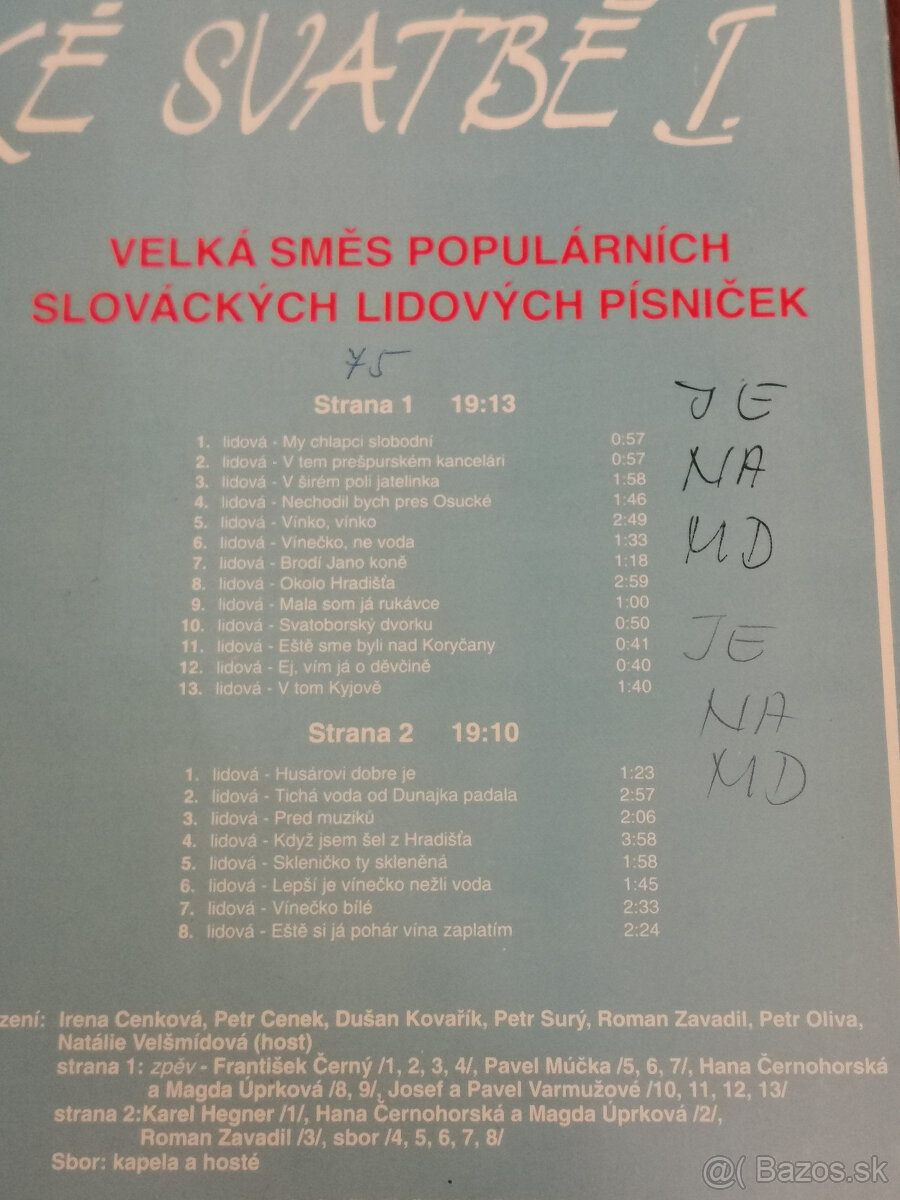 KÉ SVATBĚ I.
VELKÁ SMĚS POPULÁRNÍCH
SLOVÁCKÝCH LIDOVÝCH PÍSNIČEK
75
Strana 1 19:13
1. lidová - My chlapci slobodní 0:57
2. lidová - V tem prešpurském kancelári 0:57
3. lidová - V širém poli jatelinka 1:58
4. lidová - Nechodil bych pres Osucké 1:46
5. lidová - Vínko, vínko 2:49
6. lidová - Vínečko, ne voda 1:33
7. lidová - Brodí Jano koně 1:18
8. lidová - Okolo Hradišťa 2:59
9. lidová - Mala som já rukávce 1:00
10. lidová - Svatoborský dvorku 0:50
11. lidová - Eště sme byli nad Koryčany 0:41
12. lidová - Ej, vím já o děvčině 0:40
13. lidová - V tom Kyjově 1:40
JE
NA
MD
JE
NA
MD
Strana 2 19:10
1. lidová - Husárovi dobre je 1:23
2. lidová - Tichá voda od Dunajka padala 2:57
3. lidová - Pred muzikú 2:06
4. lidová - Když jsem šel z Hradišťa 3:58
5. lidová - Skleničko ty skleněná 1:58
6. lidová - Lepší je vínečko nežli voda 1:45
7. lidová - Vínečko bílé 2:33
8. lidová - Eště si já pohár vína zaplatím 2:24
zení: Irena Cenková, Petr Cenek, Dušan Kovařík, Petr Surý, Roman Zavadil, Petr Oliva,
Natálie Velšmídová (host)
strana 1: zpěv - František Černý /1, 2, 3, 4/, Pavel Múčka /5, 6, 7/, Hana Černohorská
a Magda Úprková /8, 9/, Josef a Pavel Varmužové /10, 11, 12, 13/
strana 2:Karel Hegner /1/, Hana Černohorská a Magda Úprková /2/,
Roman Zavadil /3/, sbor /4, 5, 6, 7, 8/
Sbor: kapela a hosté
@( Bazos.sk